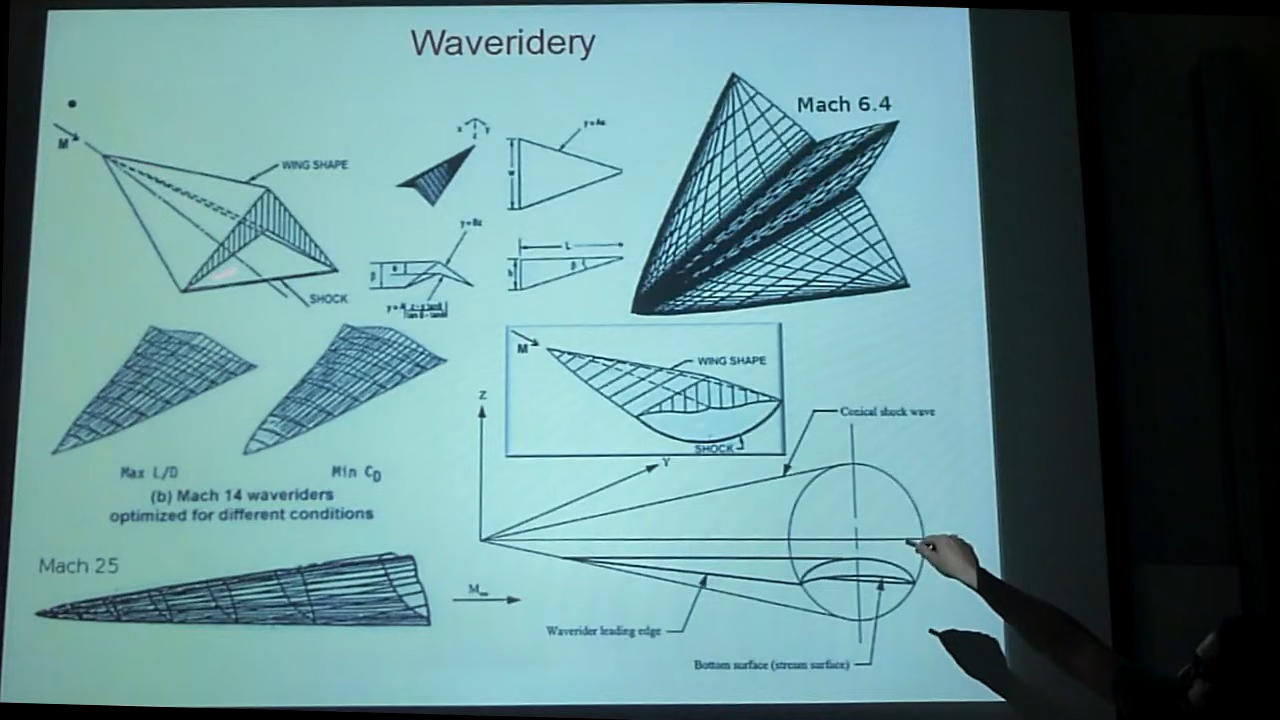 Waveridery
M
WING SHAPE
SHOCK
x
y
z
w
L
h
β
Mach 6.4
M
WING SHAPE
SHOCK
Max L/D
Min CD
(b) Mach 14 waveriders
optimized for different conditions
Mach 25
Z
Y
Conical shock wave
M∞
Waverider leading edge
Bottom surface (stream surface)